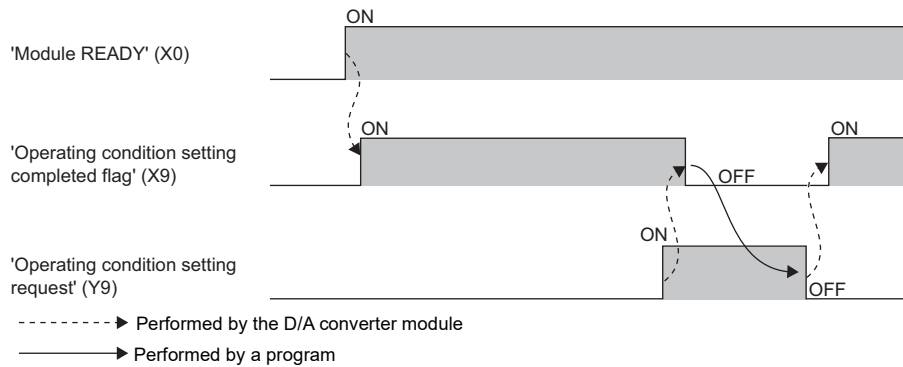 ON
'Module READY' (X0)
ON
ON
'Operating condition setting
completed flag' (X9)
OFF
ON
'Operating condition setting
request' (Y9)
OFF
Performed by the D/A converter module
Performed by a program